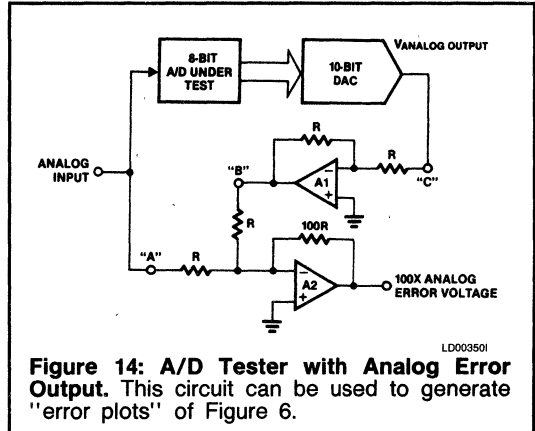 VANALOG OUTPUT
8-BIT
A/D UNDER
TEST
10-BIT
DAC
R
ANALOG
INPUT
"B"
A1
−
+
R
"C"
R
100R
"A"
R
−
+
A2
100X ANALOG
ERROR VOLTAGE
LD00350I
Figure 14: A/D Tester with Analog Error
Output. This circuit can be used to generate
"error plots" of Figure 6.